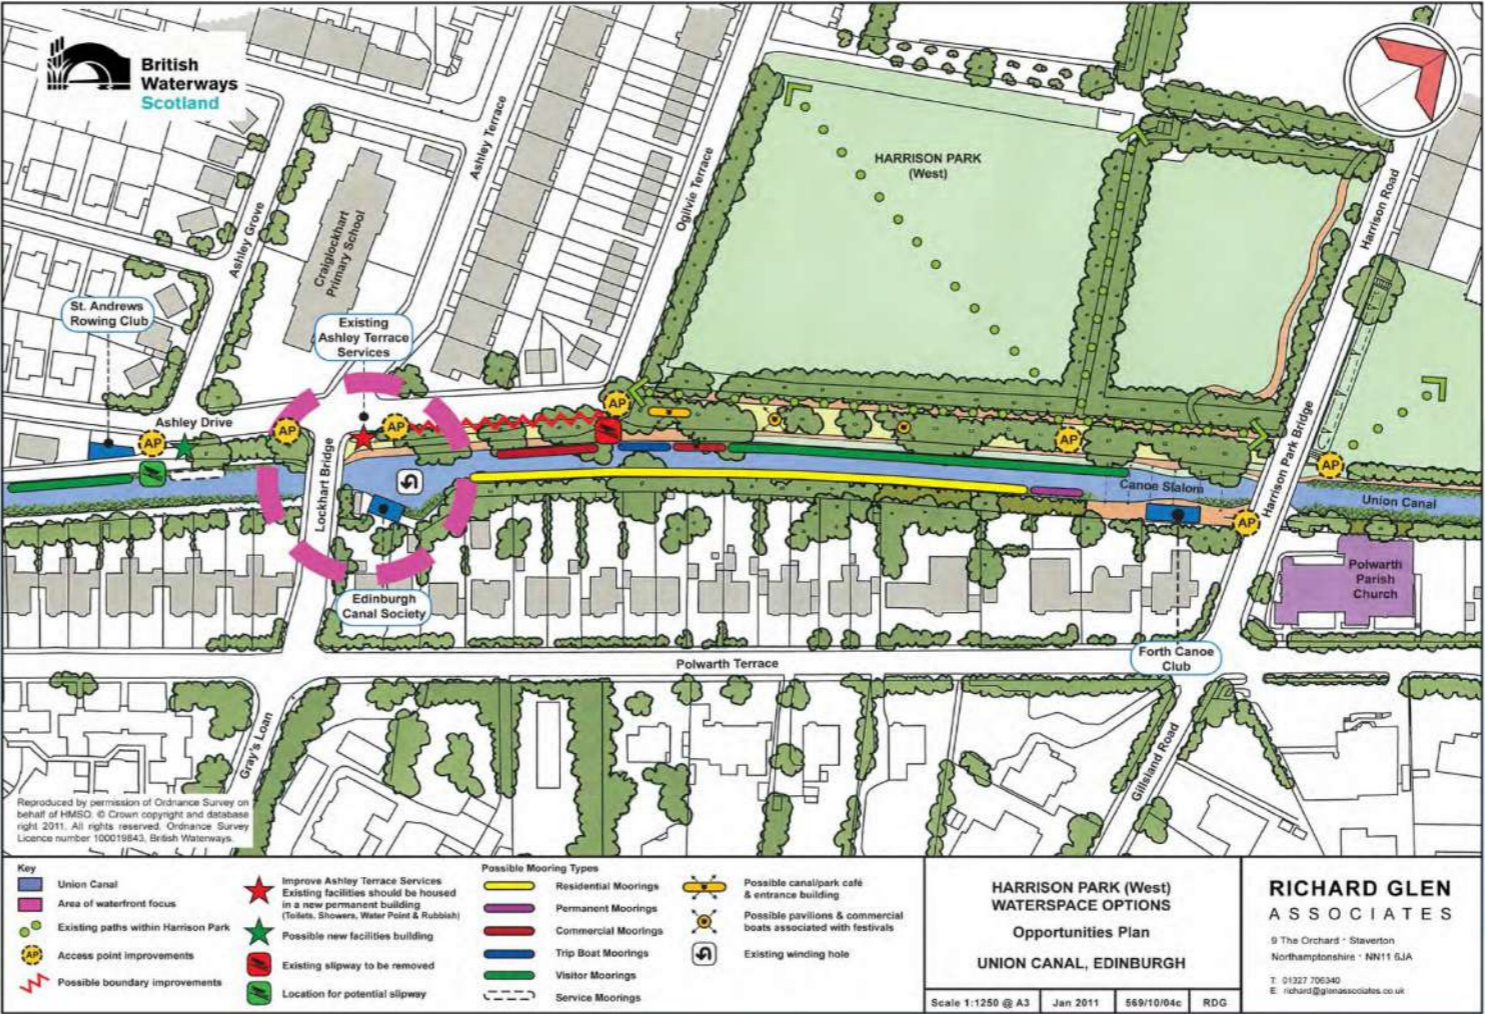 British
Waterways
Scotland
Ashley Terrace
Ogilvie Terrace
HARRISON PARK
(West)
Harrison Road
Ashley Grove
Craiglockhart
Primary School
St. Andrews
Rowing Club
Existing
Ashley Terrace
Services
Ashley Drive
AP
AP
AP
AP
AP
AP
AP
Lockhart Bridge
Harrison Park Bridge
Canoe Slalom
Union Canal
Polwarth
Parish
Church
Edinburgh
Canal Society
Forth Canoe
Club
Polwarth Terrace
Gray's Loan
Gillsland Road
Reproduced by permission of Ordnance Survey on
behalf of HMSO. © Crown copyright and database
right 2011. All rights reserved. Ordnance Survey
Licence number 100019843, British Waterways.
Key
Union Canal
Area of waterfront focus
Existing paths within Harrison Park
AP
Access point improvements
Possible boundary improvements
Improve Ashley Terrace Services
Existing facilities should be housed
in a new permanent building
(Toilets, Showers, Water Point & Rubbish)
Possible new facilities building
Existing slipway to be removed
Location for potential slipway
Possible Mooring Types
Residential Moorings
Permanent Moorings
Commercial Moorings
Trip Boat Moorings
Visitor Moorings
Service Moorings
Possible canal/park café
& entrance building
Possible pavilions & commercial
boats associated with festivals
Existing winding hole
HARRISON PARK (West)
WATERSPACE OPTIONS
Opportunities Plan
UNION CANAL, EDINBURGH
Scale 1:1250 @ A3
Jan 2011
569/10/04c
RDG
RICHARD GLEN
ASSOCIATES
9 The Orchard · Staverton
Northamptonshire · NN11 6JA
T: 01327 706340
E: richard@glenassociates.co.uk